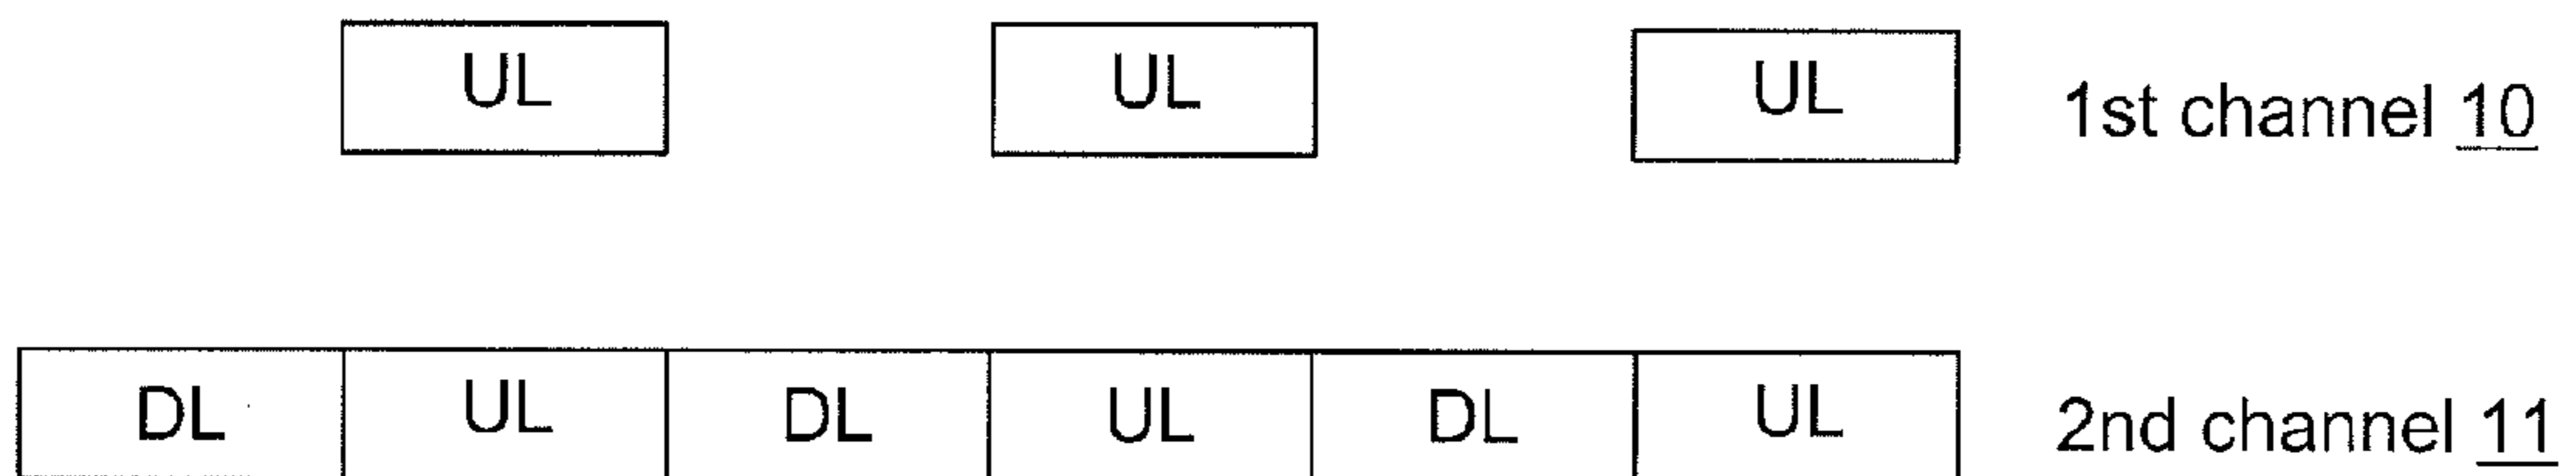 UL UL UL 1st channel 10
DL UL DL UL DL UL 2nd channel 11